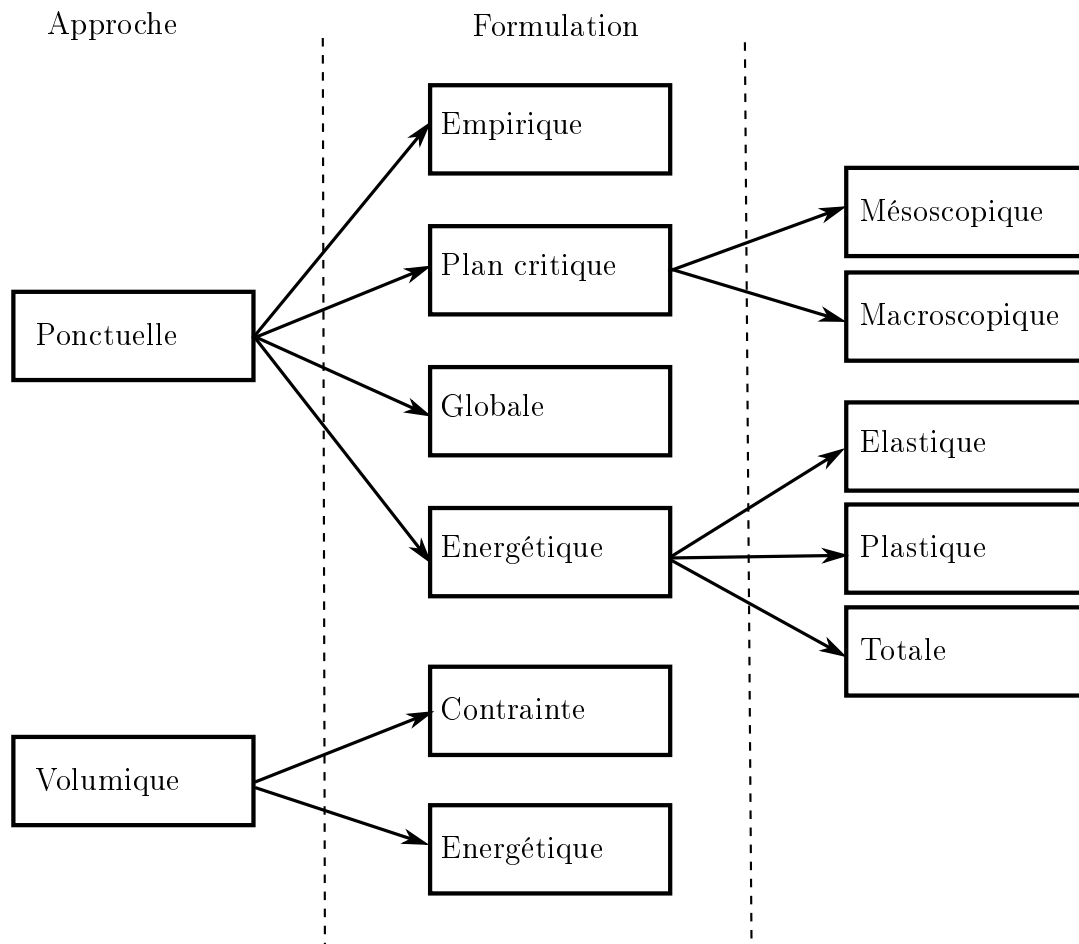 Approche
Formulation
Empirique
Mésoscopique
Plan critique
Macroscopique
Ponctuelle
Globale
Elastique
Energétique
Plastique
Totale
Contrainte
Volumique
Energétique